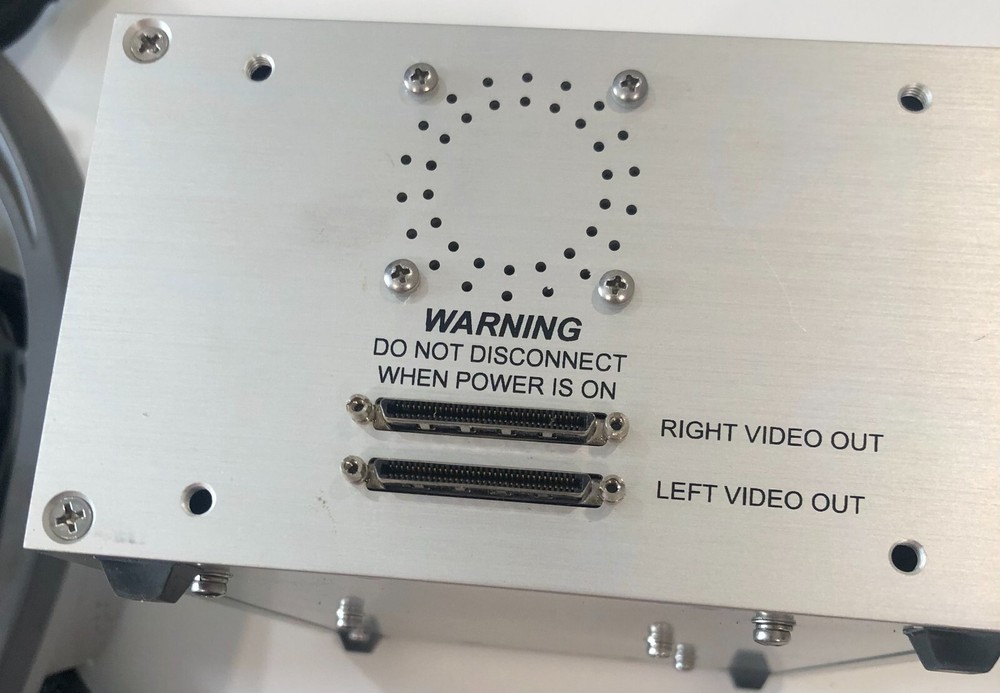 WARNING
DO NOT DISCONNECT
WHEN POWER IS ON
RIGHT VIDEO OUT
LEFT VIDEO OUT